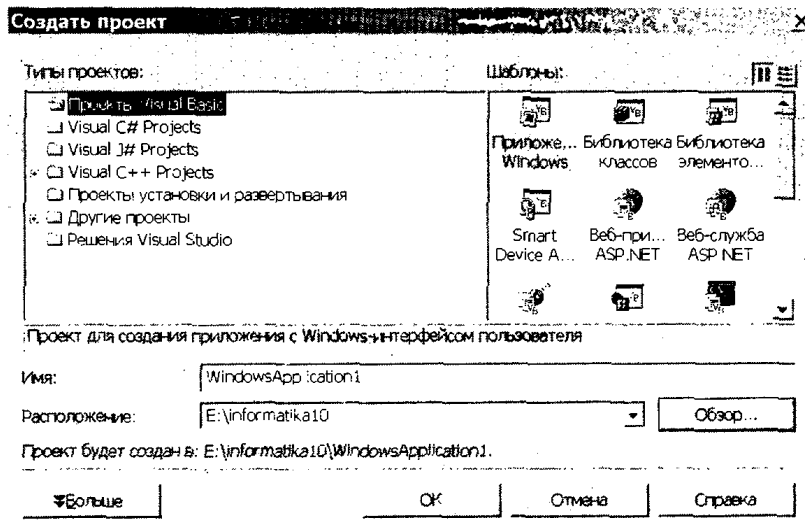 Создать проект
Типы проектов:
Шаблоны:
Проекты Visual Basic
Visual C# Projects
Visual J# Projects
Visual C++ Projects
Проекты установки и развертывания
Другие проекты
Решения Visual Studio
Приложе... Библиотека Библиотека
Windows классов элементо...
Smart Веб-при... Веб-служба
Device A... ASP.NET ASP.NET
Проект для создания приложения с Windows-интерфейсом пользователя
Имя: WindowsApplication1
Расположение: E:\informatika10 Обзор...
Проект будет создан в: E:\informatika10\WindowsApplication1.
Больше OK Отмена Справка